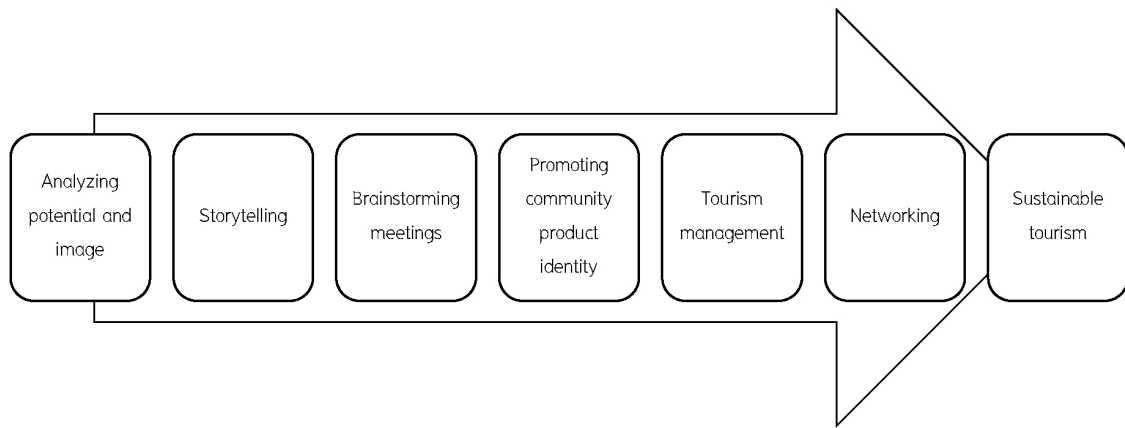 Analyzing
potential and
image
Storytelling
Brainstorming
meetings
Promoting
community
product
identity
Tourism
management
Networking
Sustainable
tourism